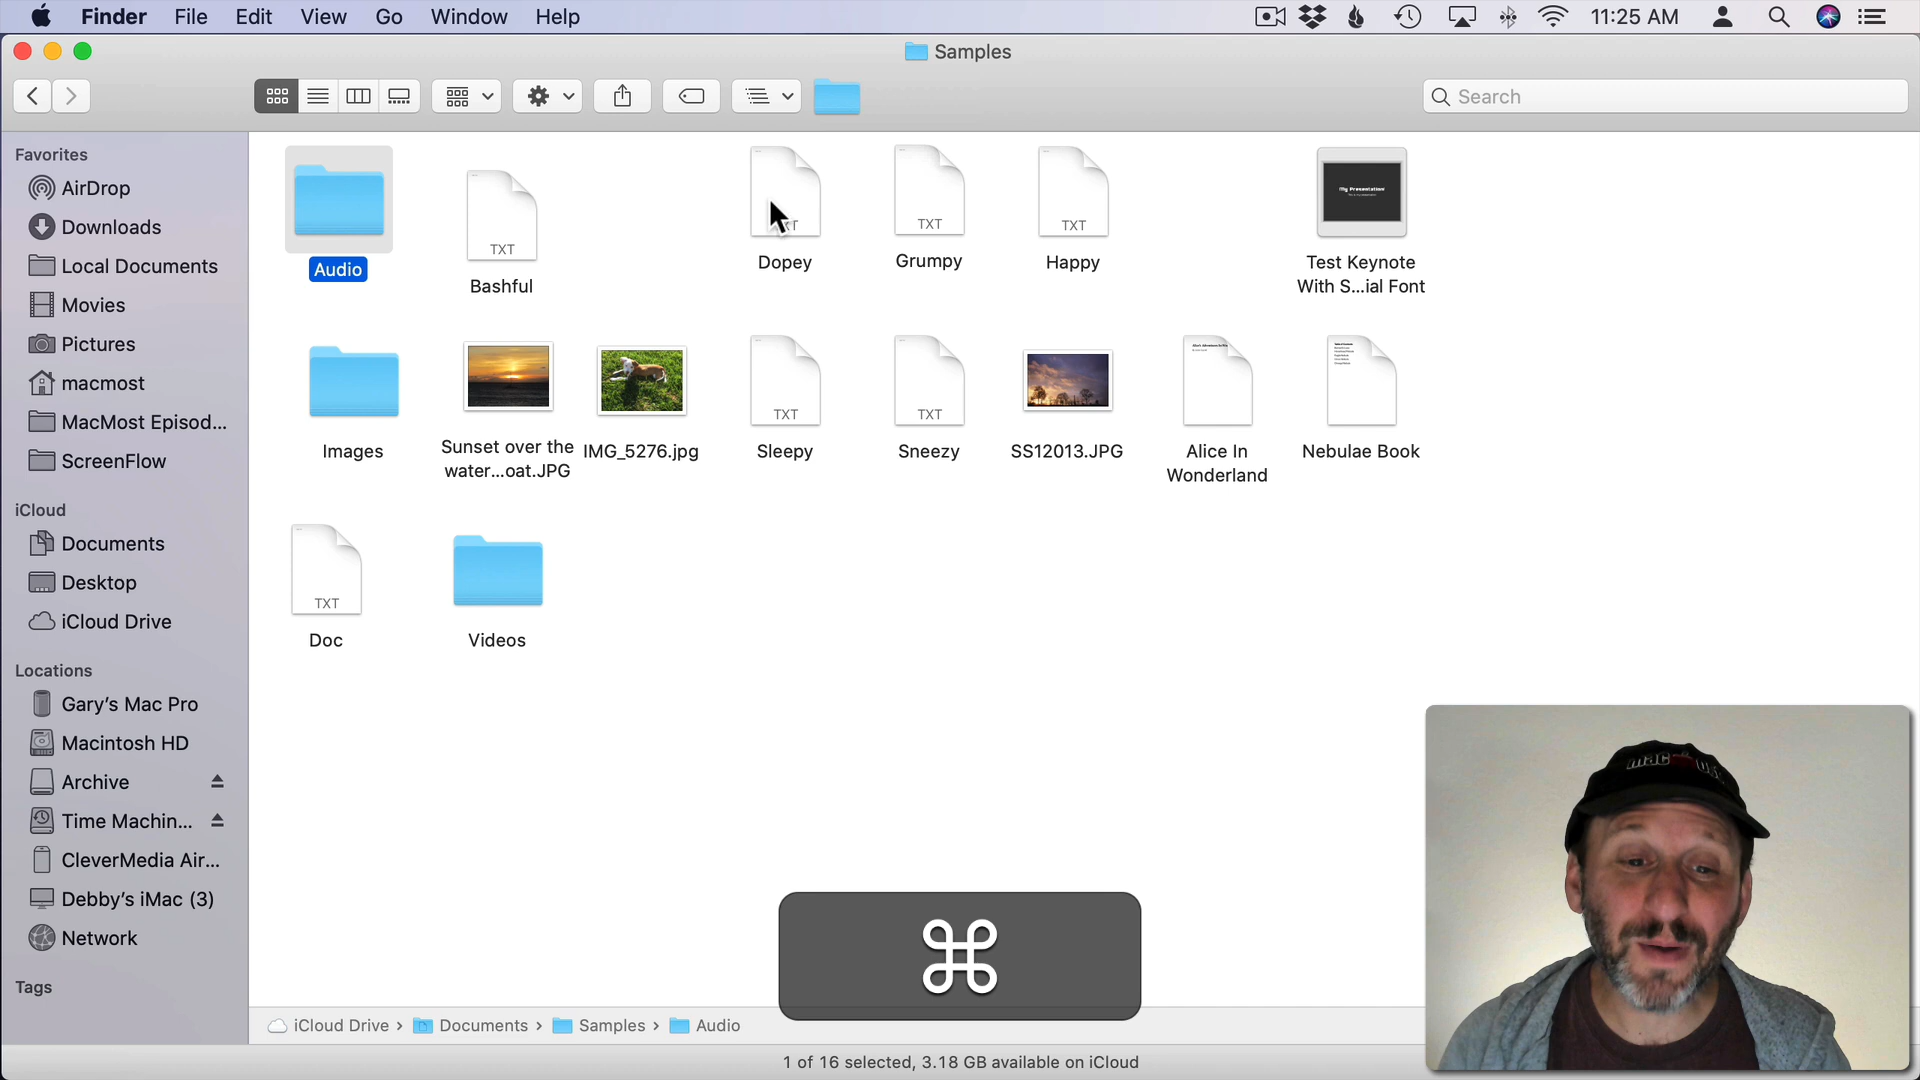 Finder File Edit View Go Window Help 11:25 AM
Samples
Search
Favorites
AirDrop
Downloads
Local Documents
Movies
Pictures
macmost
MacMost Episod...
ScreenFlow
iCloud
Documents
Desktop
iCloud Drive
Locations
Gary's Mac Pro
Macintosh HD
Archive
Time Machin...
CleverMedia Air...
Debby's iMac (3)
Network
Tags
Audio
TXT
Bashful
Dopey
TXT
Grumpy
TXT
Happy
My Presentation
Test Keynote
With S...ial Font
Images
Sunset over the
water...oat.JPG
IMG_5276.jpg
TXT
Sleepy
TXT
Sneezy
SS12013.JPG
Alice In
Wonderland
Nebulae Book
TXT
Doc
Videos
⌘
iCloud Drive › Documents › Samples › Audio
1 of 16 selected, 3.18 GB available on iCloud